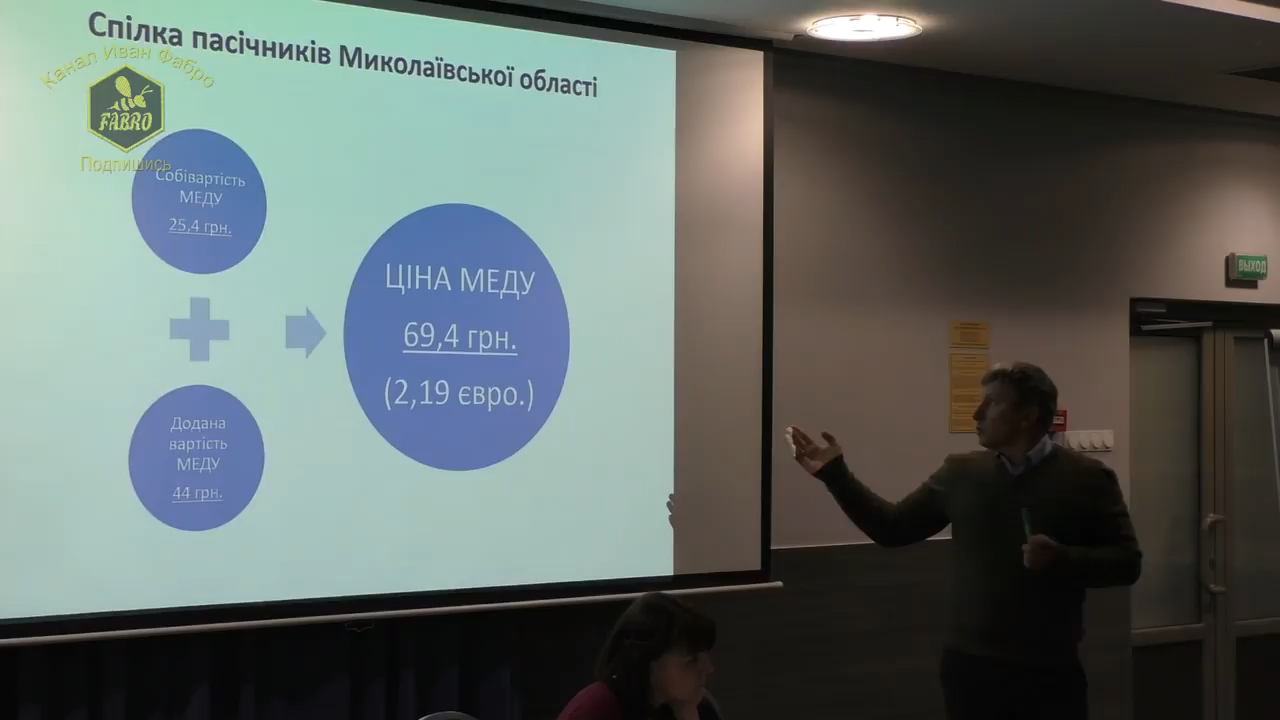 Спілка пасічників Миколаївської області
Канал Иван Фабро
FABRO
Подпишись
Собівартість
МЕДУ
25,4 грн.
Додана
вартість
МЕДУ
44 грн.
ЦІНА МЕДУ
69,4 грн.
(2,19 євро.)
ВЫХОД